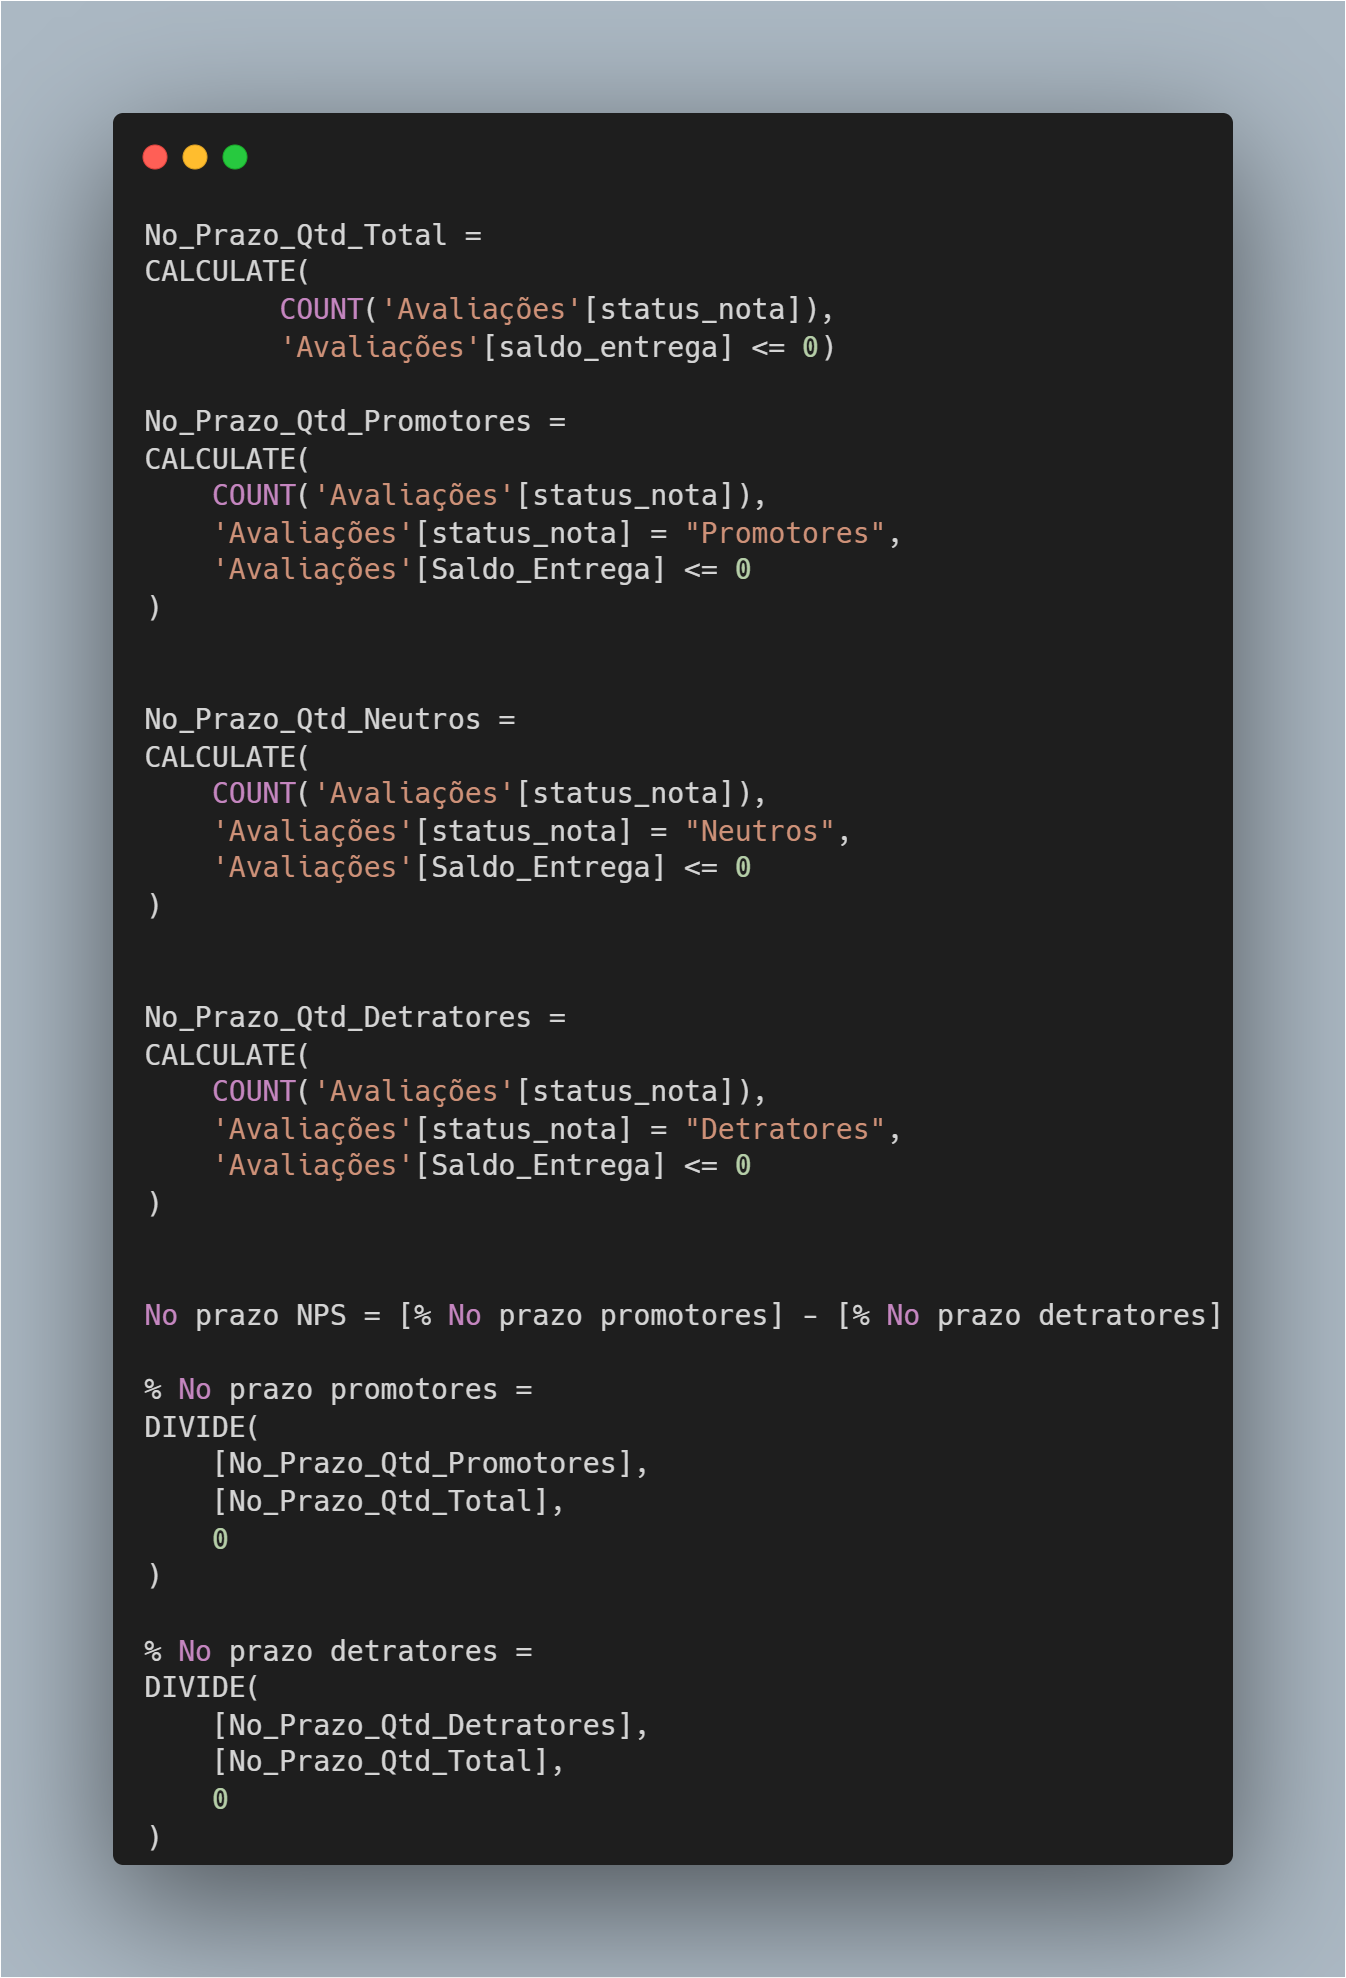 No_Prazo_Qtd_Total =
CALCULATE(
        COUNT('Avaliações'[status_nota]),
        'Avaliações'[saldo_entrega] <= 0)
No_Prazo_Qtd_Promotores =
CALCULATE(
    COUNT('Avaliações'[status_nota]),
    'Avaliações'[status_nota] = "Promotores",
    'Avaliações'[Saldo_Entrega] <= 0
)
No_Prazo_Qtd_Neutros =
CALCULATE(
    COUNT('Avaliações'[status_nota]),
    'Avaliações'[status_nota] = "Neutros",
    'Avaliações'[Saldo_Entrega] <= 0
)
No_Prazo_Qtd_Detratores =
CALCULATE(
    COUNT('Avaliações'[status_nota]),
    'Avaliações'[status_nota] = "Detratores",
    'Avaliações'[Saldo_Entrega] <= 0
)
No prazo NPS = [% No prazo promotores] - [% No prazo detratores]
% No prazo promotores =
DIVIDE(
    [No_Prazo_Qtd_Promotores],
    [No_Prazo_Qtd_Total],
    0
)
% No prazo detratores =
DIVIDE(
    [No_Prazo_Qtd_Detratores],
    [No_Prazo_Qtd_Total],
    0
)